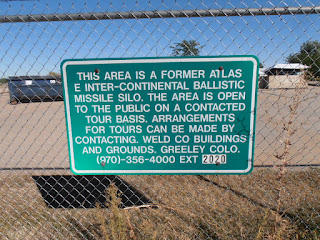 THIS AREA IS A FORMER ATLAS
E INTER-CONTINENTAL BALLISTIC
MISSILE SILO. THE AREA IS OPEN
TO THE PUBLIC ON A CONTACTED
TOUR BASIS. ARRANGEMENTS
FOR TOURS CAN BE MADE BY
CONTACTING. WELD CO BUILDINGS
AND GROUNDS. GREELEY COLO.
(970)-356-4000 EXT 2020